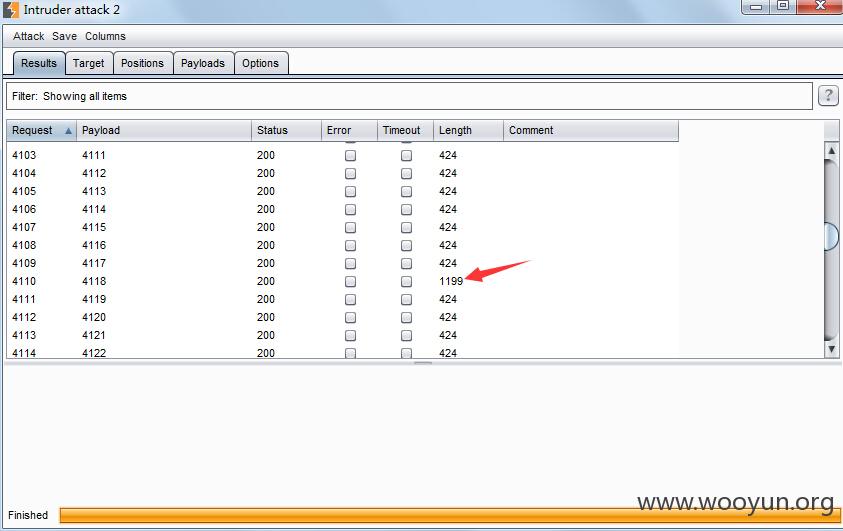 Intruder attack 2
Attack Save Columns
Results Target Positions Payloads Options
Filter: Showing all items ?
Request Payload Status Error Timeout Length Comment
4103 4111 200 424
4104 4112 200 424
4105 4113 200 424
4106 4114 200 424
4107 4115 200 424
4108 4116 200 424
4109 4117 200 424
4110 4118 200 1199
4111 4119 200 424
4112 4120 200 424
4113 4121 200 424
4114 4122 200 424
www.wooyun.org
Finished